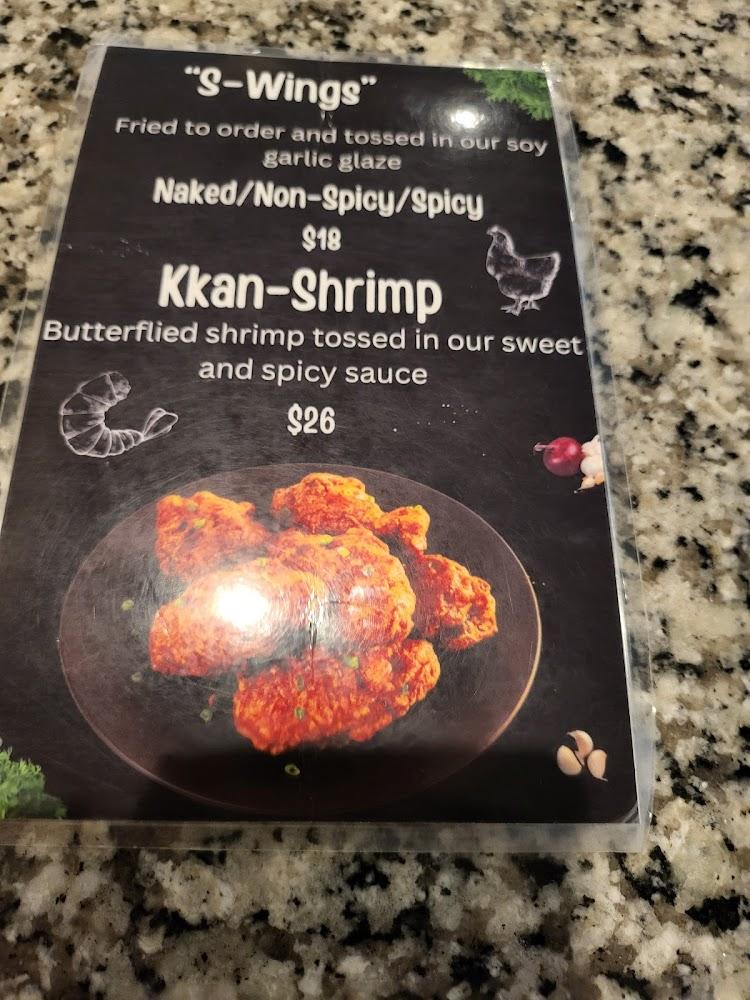 "S-Wings"
Fried to order and tossed in our soy
garlic glaze
Naked/Non-Spicy/Spicy
$18
Kkan-Shrimp
Butterflied shrimp tossed in our sweet
and spicy sauce
$26